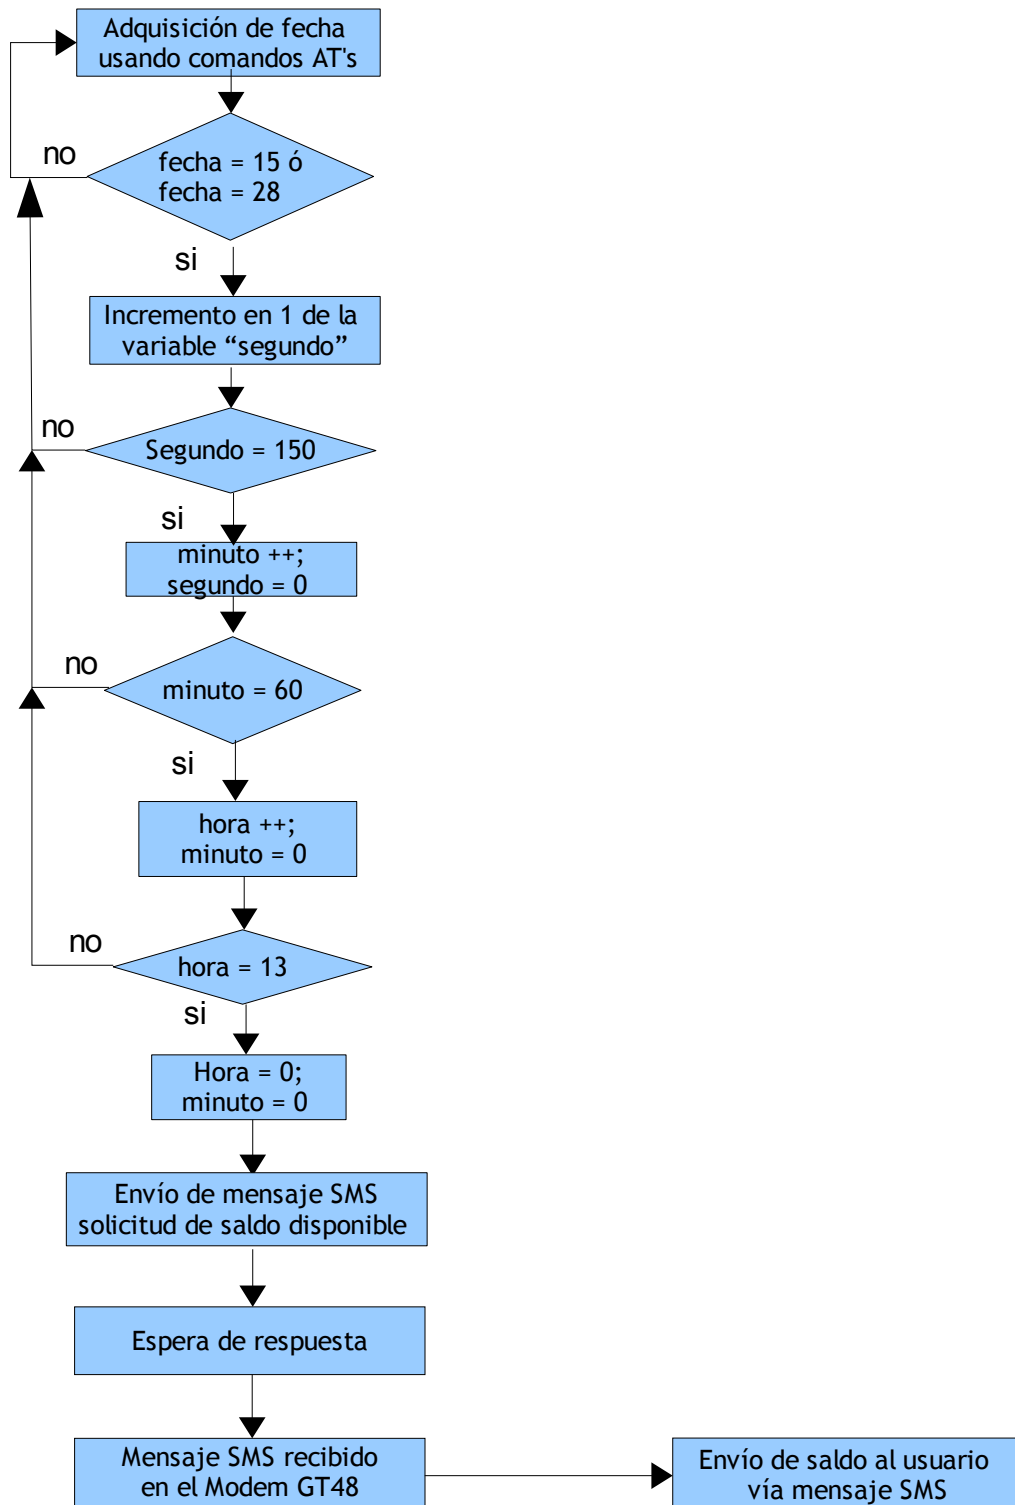 Adquisición de fecha
usando comandos AT's
no
fecha = 15 ó
fecha = 28
si
Incremento en 1 de la
variable “segundo”
no
Segundo = 150
si
minuto ++;
segundo = 0
no
minuto = 60
si
hora ++;
minuto = 0
no
hora = 13
si
Hora = 0;
minuto = 0
Envío de mensaje SMS
solicitud de saldo disponible
Espera de respuesta
Mensaje SMS recibido
en el Modem GT48
Envío de saldo al usuario
vía mensaje SMS